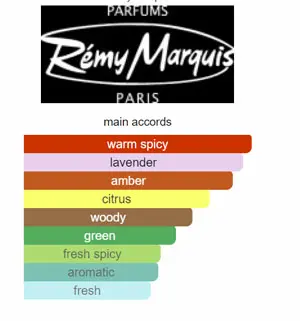 PARFUMS
Rémy Marquis
PARIS
main accords
warm spicy
lavender
amber
citrus
woody
green
fresh spicy
aromatic
fresh